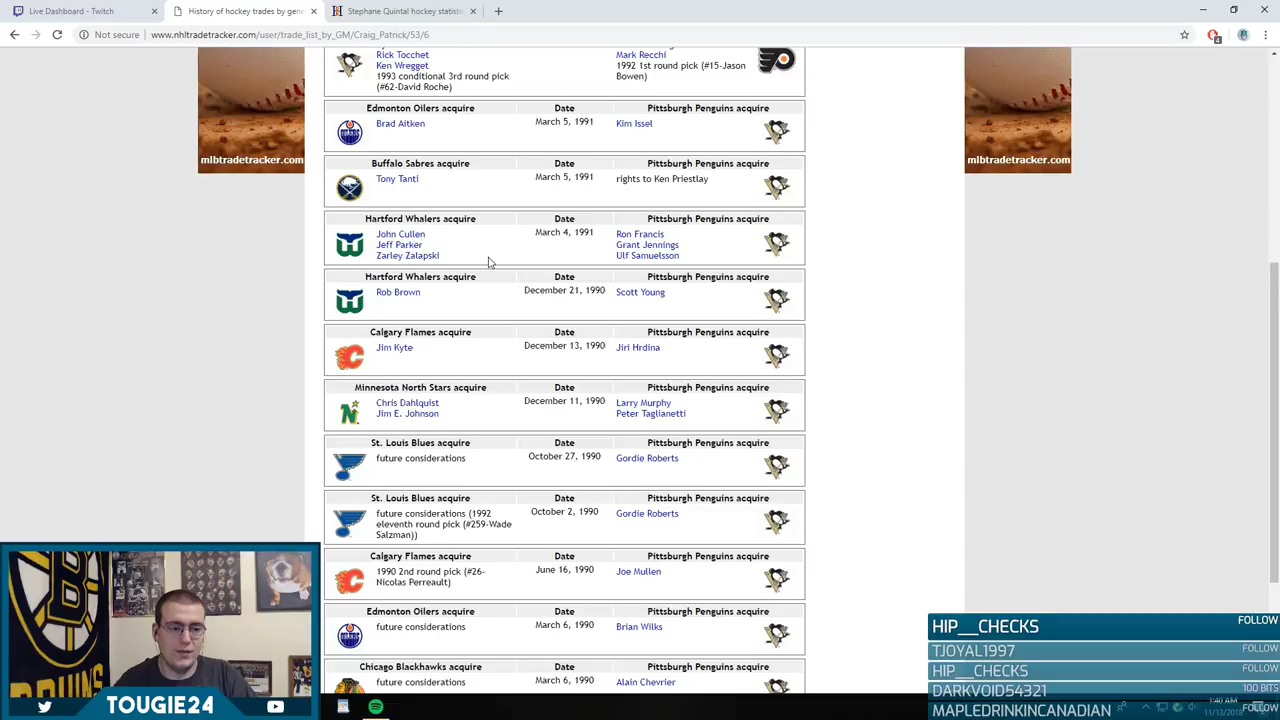 Live Dashboard - Twitch
History of hockey trades by gene
Stephane Quintal hockey statisti
www.nhltradetracker.com/user/trade_list_by_GM/Craig_Patrick/53/6
4
Rick Tocchet
Ken Wregget
1993 conditional 3rd round pick
(#62-David Roche)
Mark Recchi
1992 1st round pick (#15-Jason
Bowen)
Edmonton Oilers acquire
Date
Pittsburgh Penguins acquire
Brad Aitken
March 5, 1991
Kim Issel
mlbtradetracker.com
mlbtradetracker.com
Buffalo Sabres acquire
Date
Pittsburgh Penguins acquire
Tony Tanti
March 5, 1991
rights to Ken Priestlay
Hartford Whalers acquire
Date
Pittsburgh Penguins acquire
John Cullen
Jeff Parker
Zarley Zalapski
March 4, 1991
Ron Francis
Grant Jennings
Ulf Samuelsson
Hartford Whalers acquire
Date
Pittsburgh Penguins acquire
Rob Brown
December 21, 1990
Scott Young
Calgary Flames acquire
Date
Pittsburgh Penguins acquire
Jim Kyte
December 13, 1990
Jiri Hrdina
Minnesota North Stars acquire
Date
Pittsburgh Penguins acquire
Chris Dahlquist
Jim E. Johnson
December 11, 1990
Larry Murphy
Peter Taglianetti
St. Louis Blues acquire
Date
Pittsburgh Penguins acquire
future considerations
October 27, 1990
Gordie Roberts
St. Louis Blues acquire
Date
Pittsburgh Penguins acquire
future considerations (1992
eleventh round pick (#259-Wade
Salzman))
October 2, 1990
Gordie Roberts
Calgary Flames acquire
Date
Pittsburgh Penguins acquire
1990 2nd round pick (#26-
Nicolas Perreault)
June 16, 1990
Joe Mullen
Edmonton Oilers acquire
Date
Pittsburgh Penguins acquire
future considerations
March 6, 1990
Brian Wilks
Chicago Blackhawks acquire
Date
Pittsburgh Penguins acquire
future considerations
March 6, 1990
Alain Chevrier
B
BRUINS
TOUGIE24
HIP__CHECKS FOLLOW
TJOYAL1997 FOLLOW
HIP__CHECKS FOLLOW
DARKVOID54321 100 BITS
MAPLEDRINKINCANADIAN FOLLOW
1:40 AM
11/13/2018